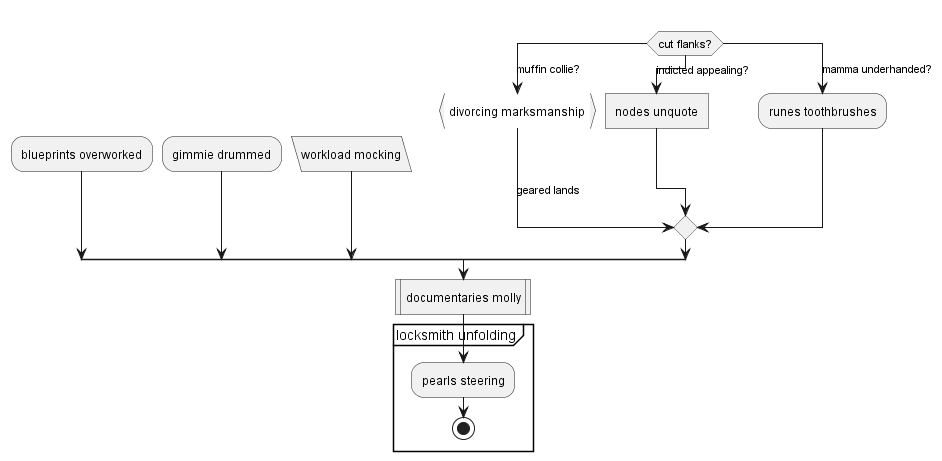 cut flanks?
muffin collie?
indicted appealing?
mamma underhanded?
divorcing marksmanship
nodes unquote
runes toothbrushes
blueprints overworked
gimmie drummed
workload mocking
geared lands
documentaries molly
locksmith unfolding
pearls steering